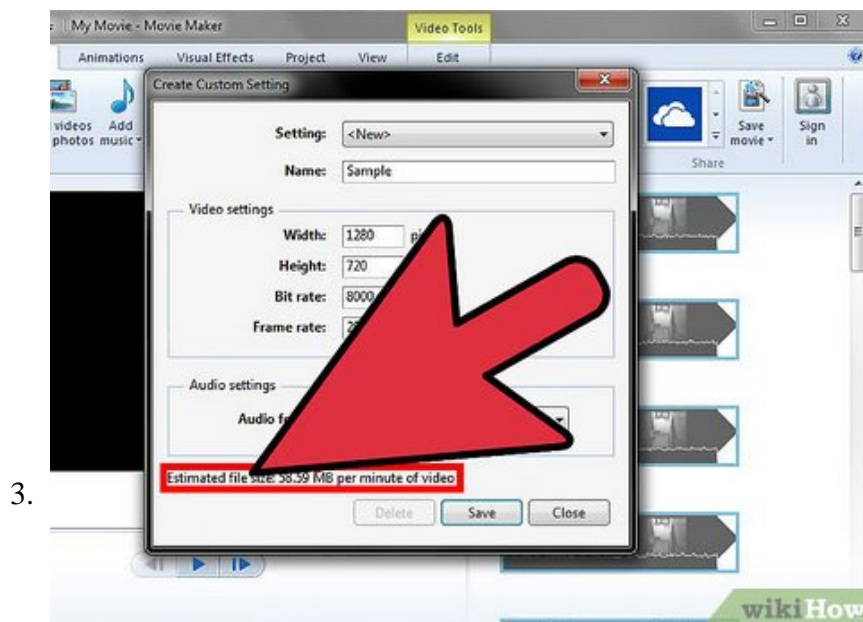 My Movie - Movie Maker
Video Tools
Animations Visual Effects Project View Edit
Create Custom Setting
videos
photos
Add
music
Save
movie
Sign
in
Share
Setting: <New>
Name: Sample
Video settings
Width: 1280
Height: 720
Bit rate: 8000
Frame rate:
Audio settings
Audio
Estimated file size: 58.59 MB per minute of video
Delete Save Close
3.
wikiHow